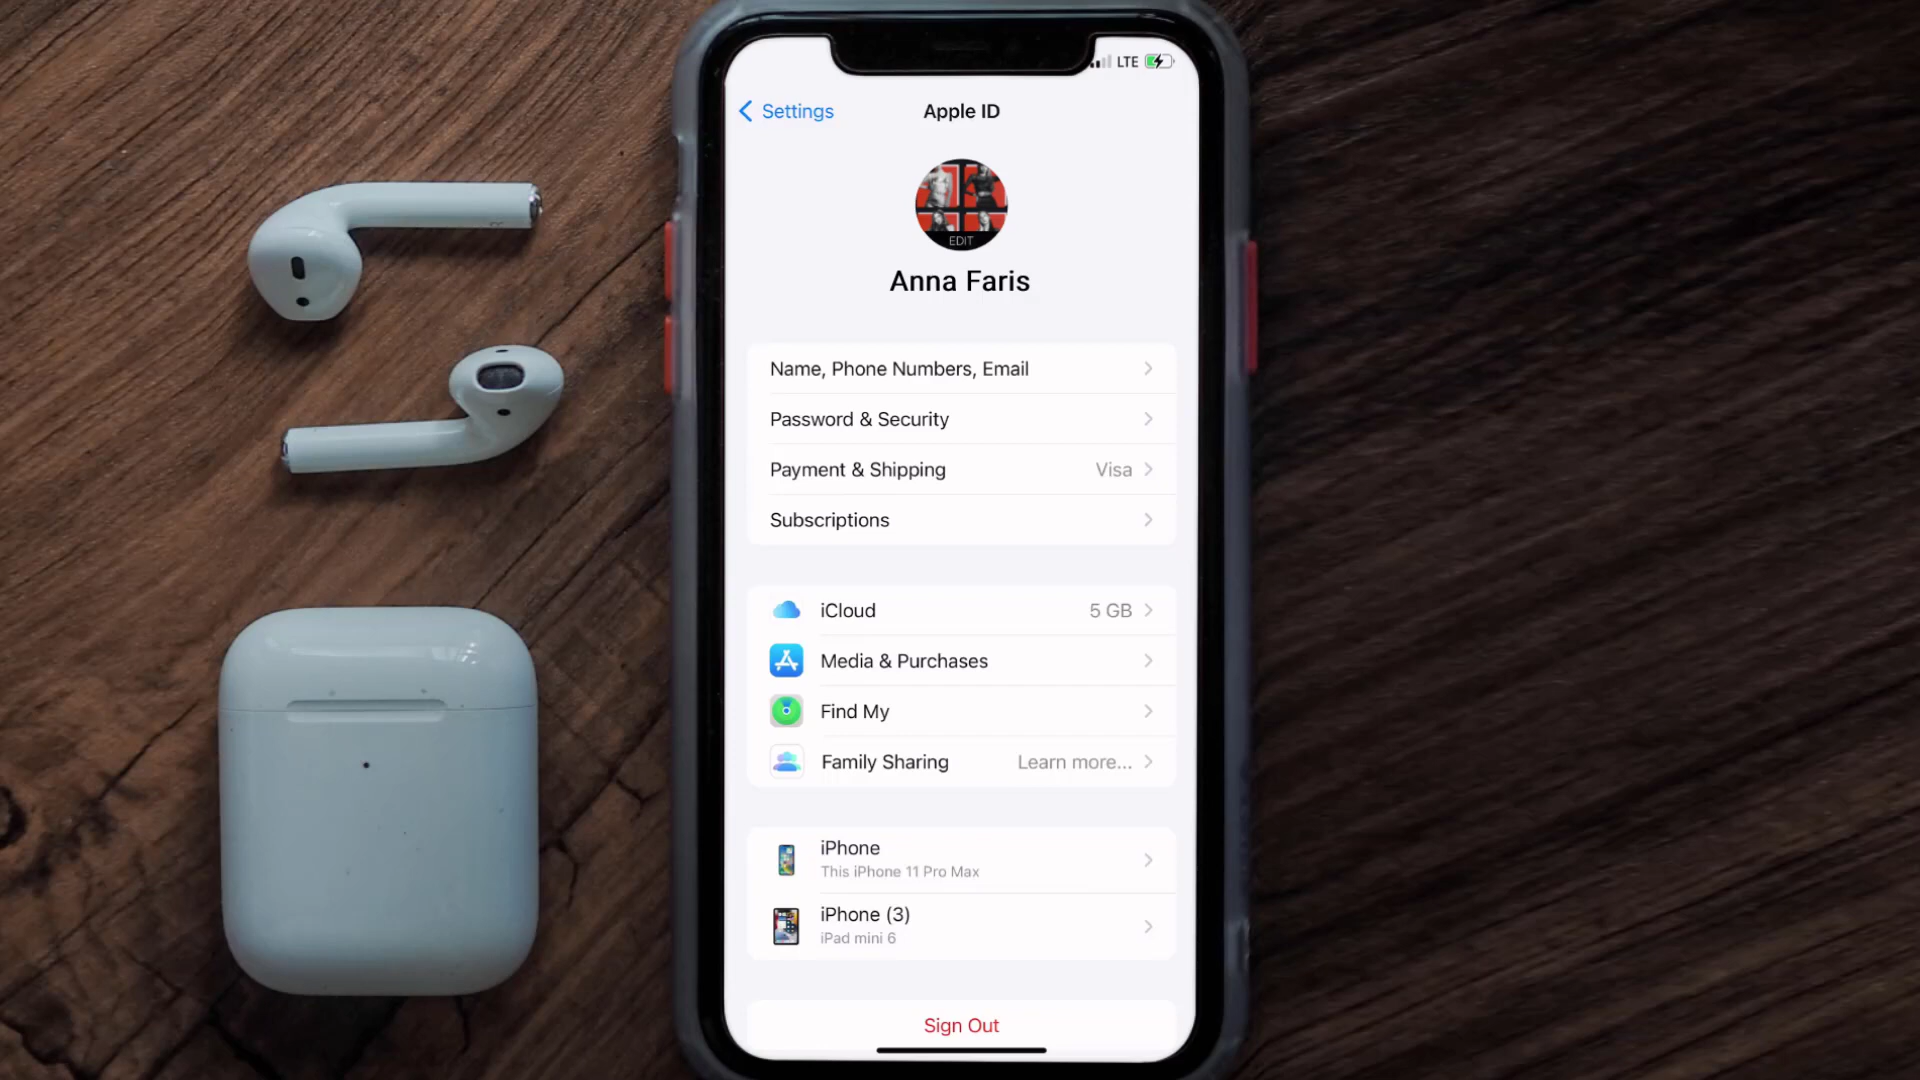 LTE
Settings
Apple ID
EDIT
Anna Faris
Name, Phone Numbers, Email
Password & Security
Payment & Shipping Visa
Subscriptions
iCloud 5 GB
Media & Purchases
Find My
Family Sharing Learn more...
iPhone
This iPhone 11 Pro Max
iPhone (3)
iPad mini 6
Sign Out